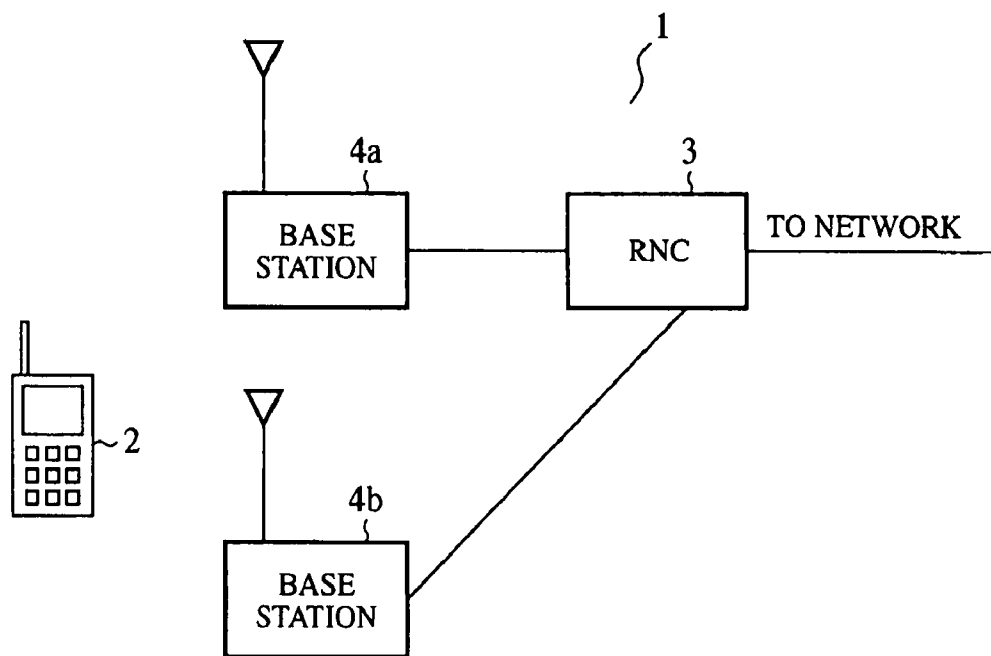 1
4a
BASE
STATION
3
RNC
TO NETWORK
2
4b
BASE
STATION